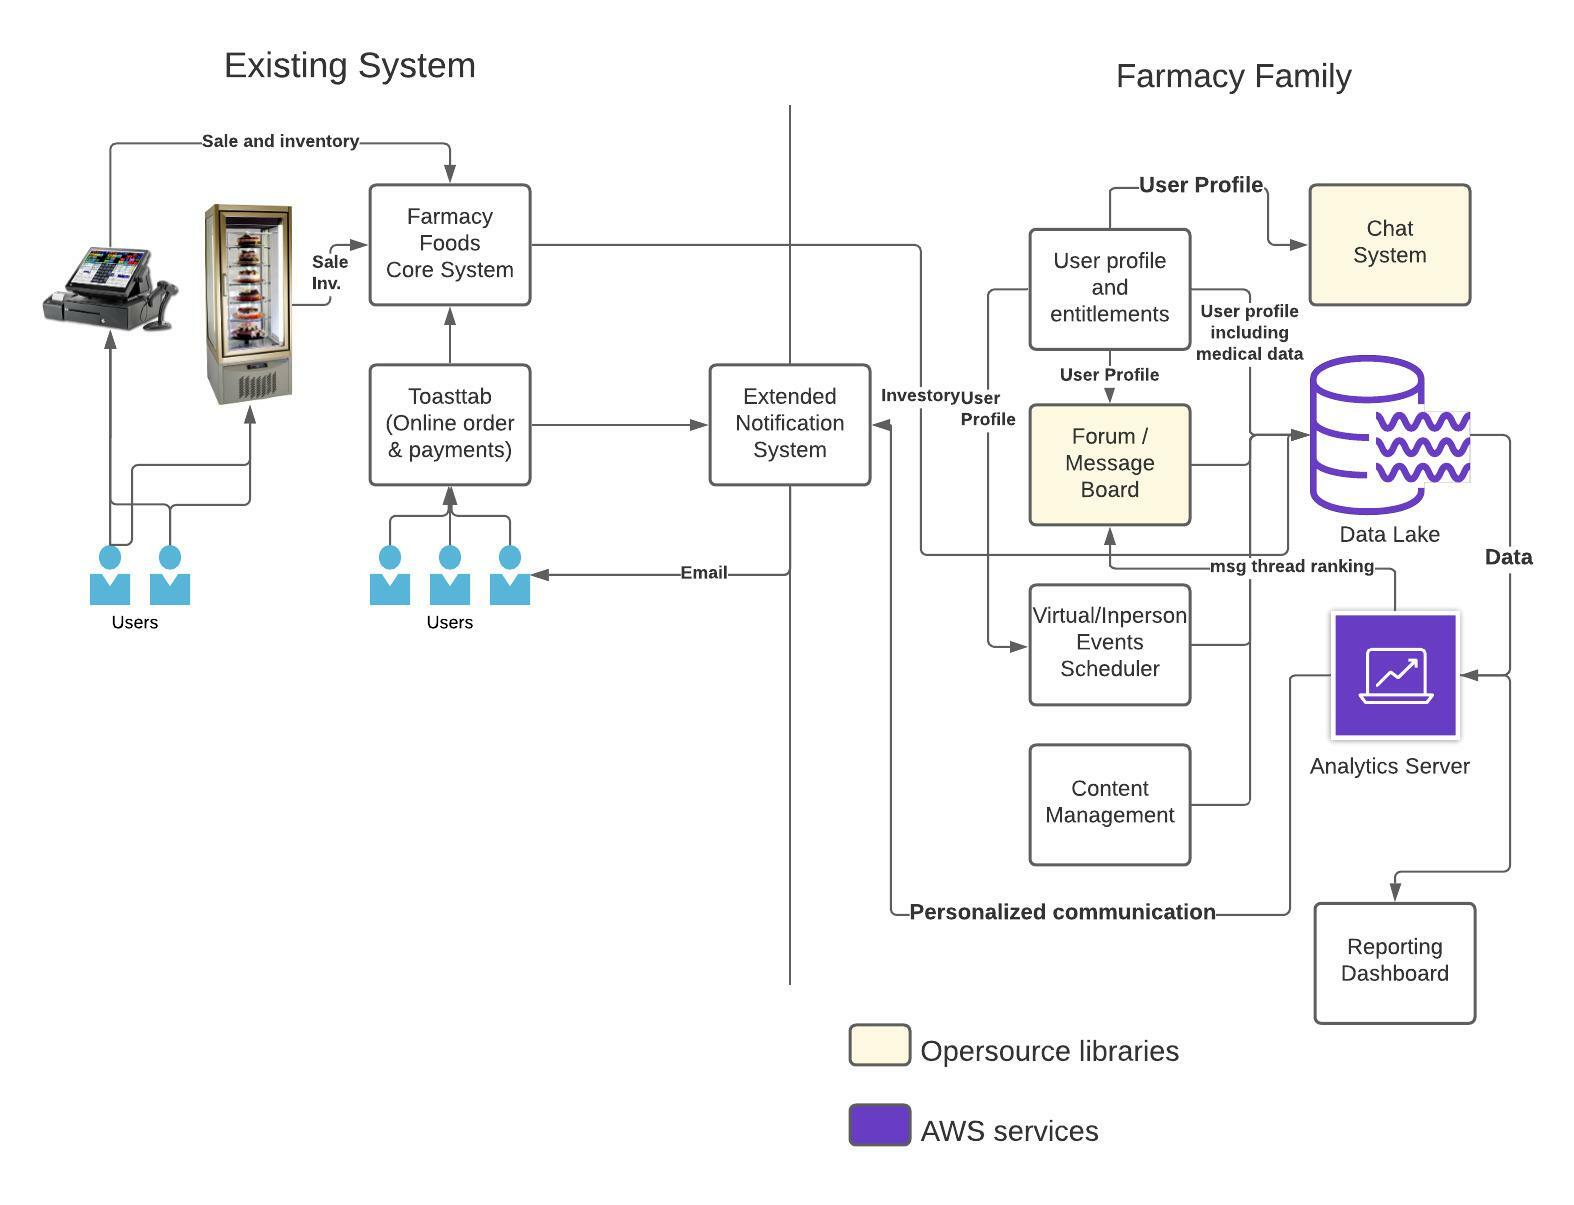 Existing System
Farmacy Family
Sale and inventory
Farmacy
Foods
Core System
Sale
Inv.
User Profile
Chat
System
User profile
and
entitlements
User profile
including
medical data
User Profile
Toasttab
(Online order
& payments)
Extended
Notification
System
Inventory
User
Profile
Forum /
Message
Board
Data Lake
Data
msg thread ranking
Email
Users
Users
Virtual/Inperson
Events
Scheduler
Analytics Server
Content
Management
Personalized communication
Reporting
Dashboard
Opersource libraries
AWS services